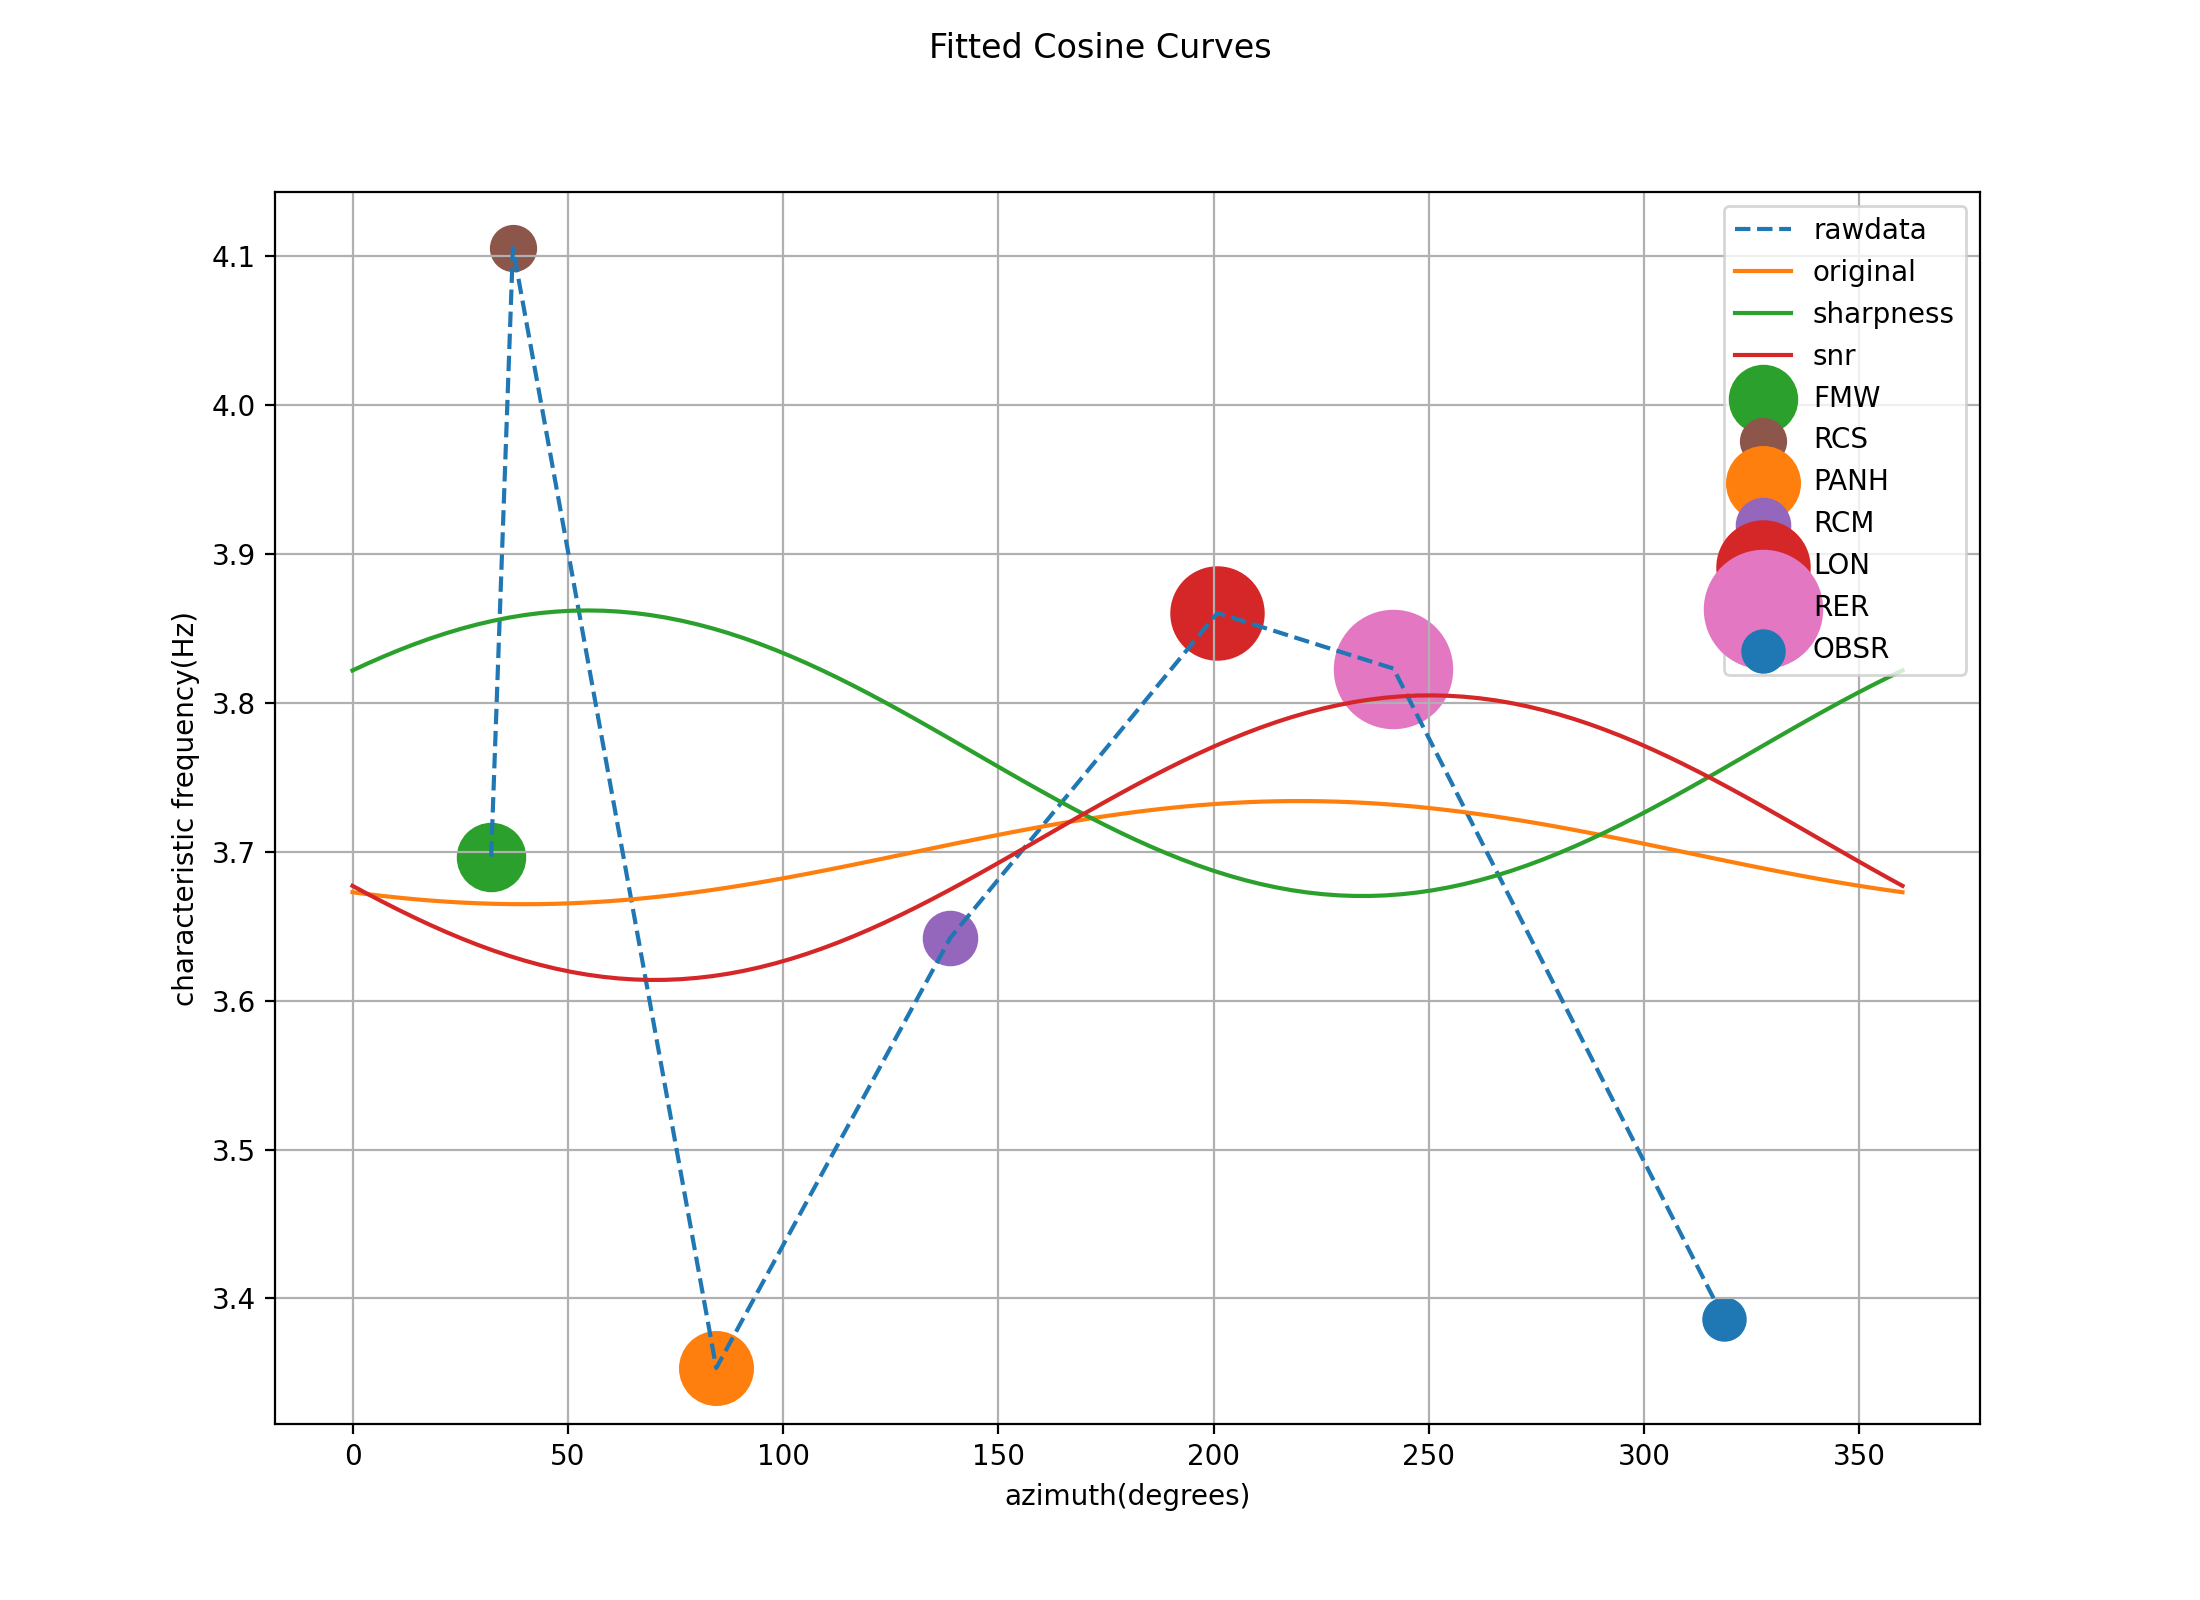 Fitted Cosine Curves
rawdata
original
sharpness
snr
FMW
RCS
PANH
RCM
LON
RER
OBSR
4.1
4.0
3.9
3.8
3.7
3.6
3.5
3.4
characteristic frequency(Hz)
0 50 100 150 200 250 300 350
azimuth(degrees)